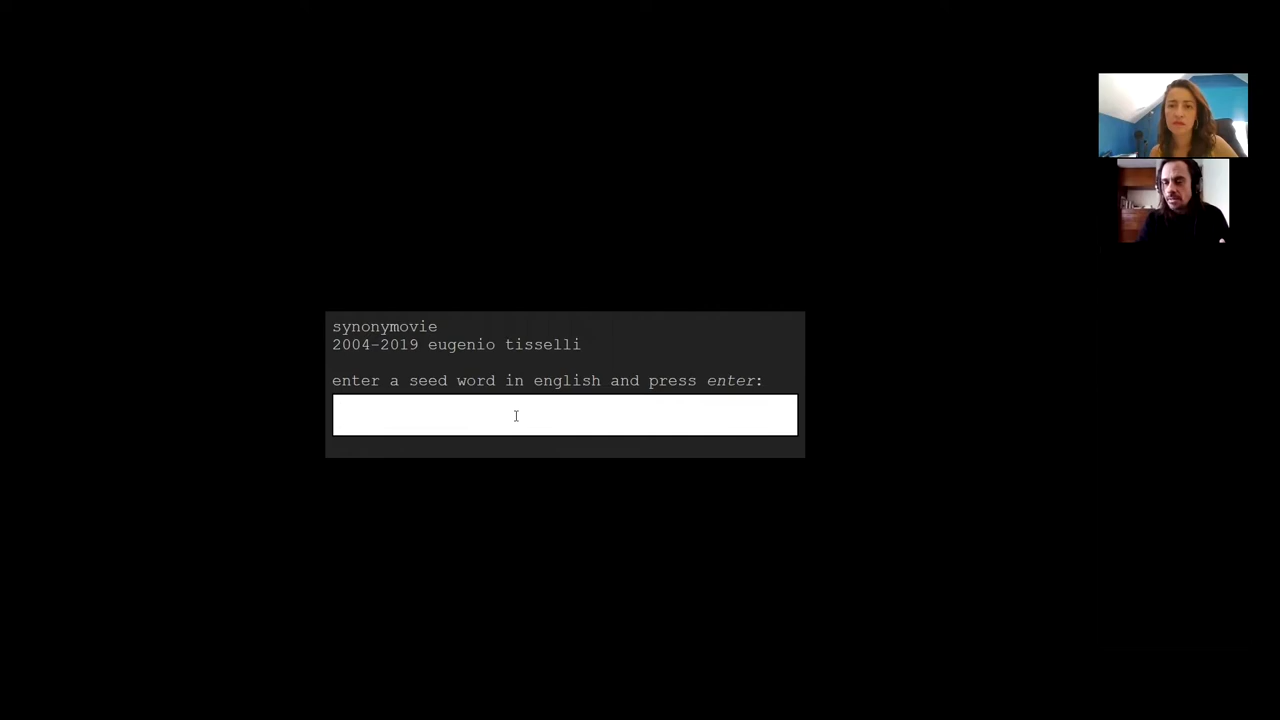 synonymovie
2004-2019 eugenio tisselli
enter a seed word in english and press enter: